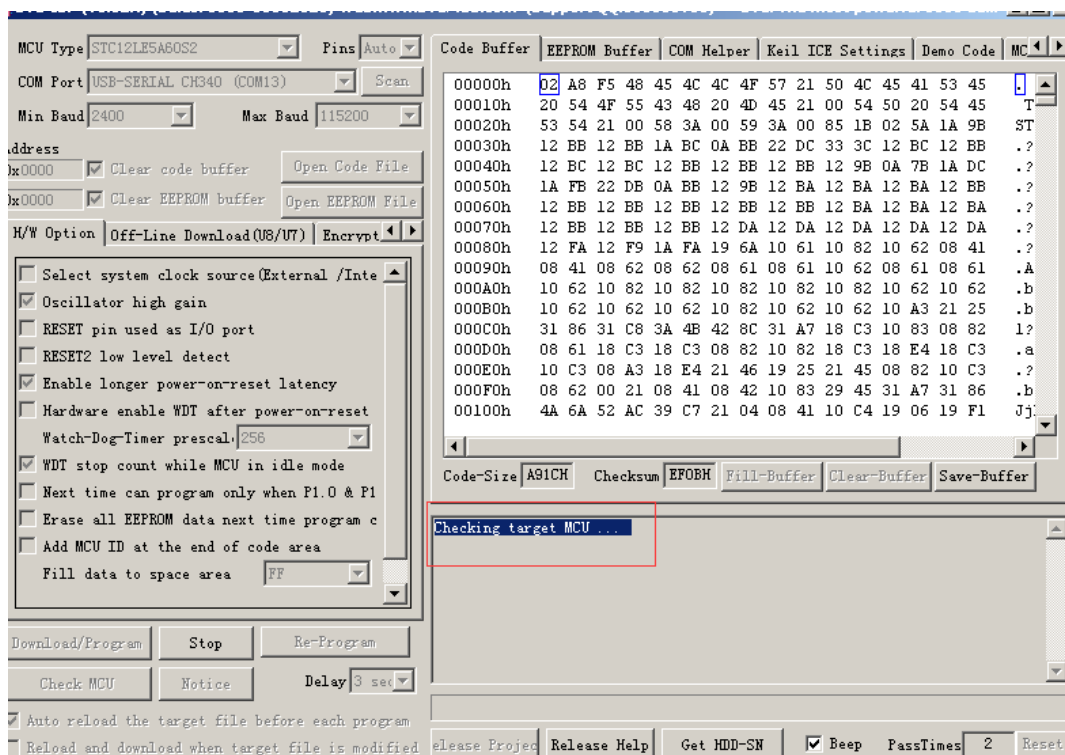 MCU Type STC12LE5A60S2 Pins Auto
COM Port USB-SERIAL CH340 (COM13) Scan
Min Baud 2400 Max Baud 115200
Address
0x0000 Clear code buffer Open Code File
0x0000 Clear EEPROM buffer Open EEPROM File
H/W Option Off-Line Download(U8/U7) Encrypt
Select system clock source(External /Inte
Oscillator high gain
RESET pin used as I/O port
RESET2 low level detect
Enable longer power-on-reset latency
Hardware enable WDT after power-on-reset
Watch-Dog-Timer prescal 256
WDT stop count while MCU in idle mode
Next time can program only when P1.0 & P1
Erase all EEPROM data next time program c
Add MCU ID at the end of code area
Fill data to space area FF
Download/Program Stop Re-Program
Check MCU Notice Delay 3 sec
Auto reload the target file before each program
Reload and download when target file is modified
Code Buffer EEPROM Buffer COM Helper Keil ICE Settings Demo Code MC
00000h 02 A8 F5 48 45 4C 4C 4F 57 21 50 4C 45 41 53 45 .
00010h 20 54 4F 55 43 48 20 4D 45 21 00 54 50 20 54 45 T
00020h 53 54 21 00 58 3A 00 59 3A 00 85 1B 02 5A 1A 9B ST
00030h 12 BB 12 BB 1A BC 0A BB 22 DC 33 3C 12 BC 12 BB .?
00040h 12 BC 12 BC 12 BB 12 BB 12 BB 12 9B 0A 7B 1A DC .?
00050h 1A FB 22 DB 0A BB 12 9B 12 BA 12 BA 12 BA 12 BB .?
00060h 12 BB 12 BB 12 BB 12 BB 12 BB 12 BA 12 BA 12 BA .?
00070h 12 BB 12 BB 12 BB 12 DA 12 DA 12 DA 12 DA 12 DA .?
00080h 12 FA 12 F9 1A FA 19 6A 10 61 10 82 10 62 08 41 .?
00090h 08 41 08 62 08 62 08 61 08 61 10 62 08 61 08 61 .A
000A0h 10 62 10 82 10 82 10 82 10 82 10 62 10 62 10 62 .b
000B0h 10 62 10 62 10 62 10 82 10 62 10 62 10 A3 21 25 .b
000C0h 31 86 31 C8 3A 4B 42 8C 31 A7 18 C3 10 83 08 82 1?
000D0h 08 61 18 C3 18 C3 08 82 10 82 18 C3 18 E4 18 C3 .a
000E0h 10 C3 08 A3 18 E4 21 46 19 25 21 45 08 82 10 C3 .?
000F0h 08 62 00 21 08 41 08 42 10 83 29 45 31 A7 31 86 .b
00100h 4A 6A 52 AC 39 C7 21 04 08 41 10 C4 19 06 19 F1 Jj
Code-Size A91CH Checksum EF0BH Fill-Buffer Clear-Buffer Save-Buffer
Checking target MCU ...
elease Projec Release Help Get HDD-SN Beep PassTimes 2 Reset